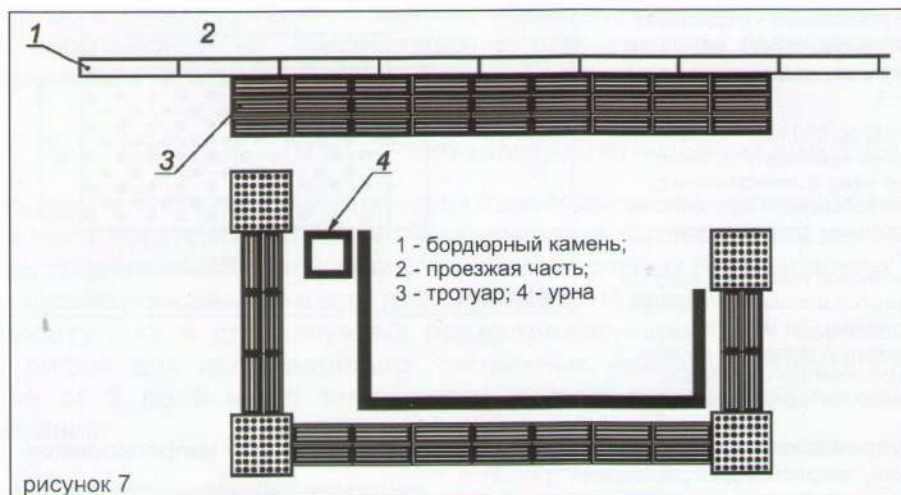 1
2
3
4
1 - бордюрный камень;
2 - проезжая часть;
3 - тротуар; 4 - урна
рисунок 7